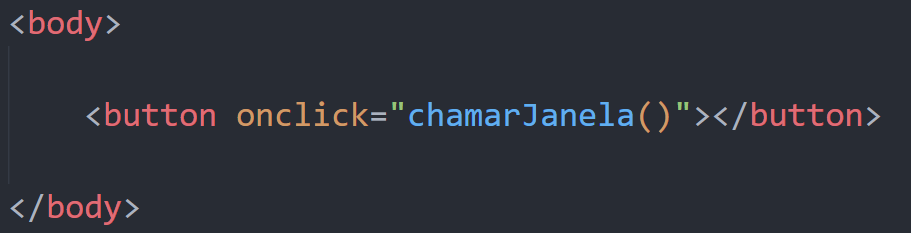 <body>
<button onclick="chamarJanela()"></button>
</body>